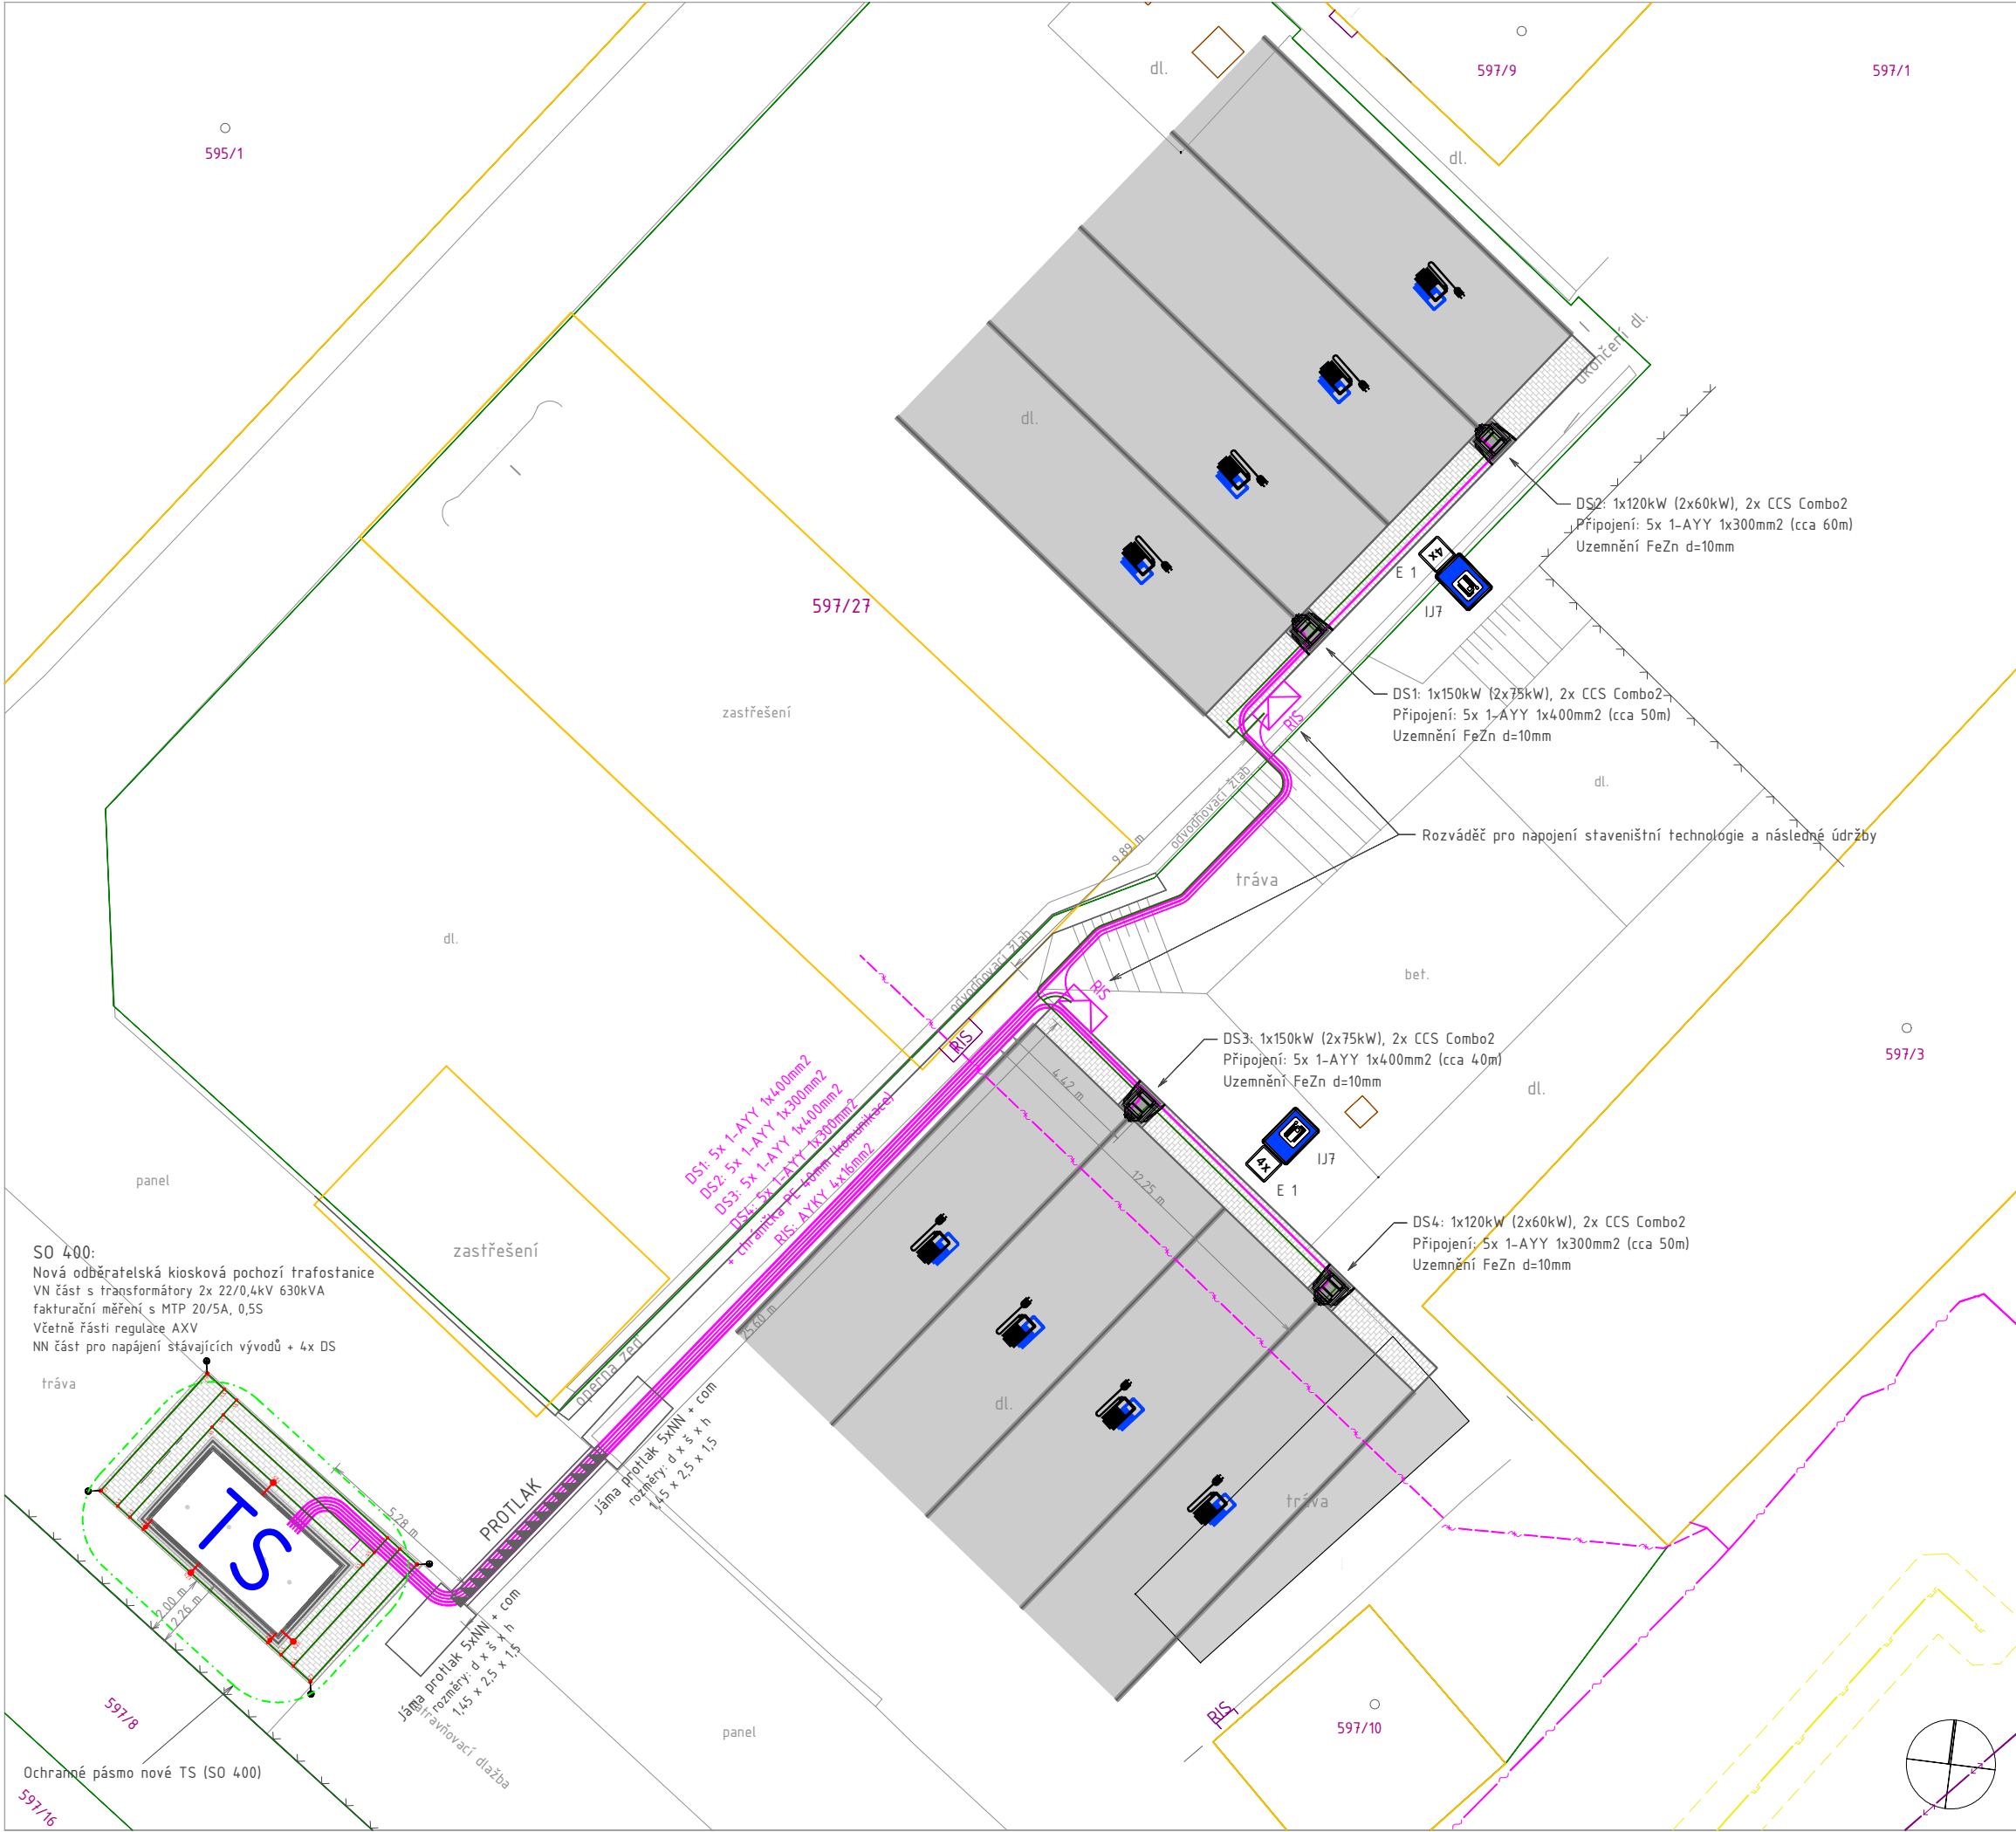 595/1
dl.
597/9
597/1
dl.
ukončení dl.
dl.
DS2: 1x120kW (2x60kW), 2x CCS Combo2
Připojení: 5x 1-AYY 1x300mm2 (cca 60m)
Uzemnění FeZn d=10mm
4x
E 1
IJ7
597/27
DS1: 1x150kW (2x75kW), 2x CCS Combo2
Připojení: 5x 1-AYY 1x400mm2 (cca 50m)
Uzemnění FeZn d=10mm
zastřešení
RIS
dl.
odvodňovací žlab
9.89 m
Rozváděč pro napojení staveništní technologie a následné údržby
tráva
dl.
odvodňovací žlab
bet.
RIS
RIS
DS3: 1x150kW (2x75kW), 2x CCS Combo2
Připojení: 5x 1-AYY 1x400mm2 (cca 40m)
Uzemnění FeZn d=10mm
597/3
dl.
4.42 m
12.25 m
4x
E 1
IJ7
DS1: 5x 1-AYY 1x400mm2
DS2: 5x 1-AYY 1x300mm2
DS3: 5x 1-AYY 1x400mm2
DS4: 5x 1-AYY 1x300mm2
+ chránička PE 40mm (komunikace)
RIS: AYKY 4x16mm2
panel
zastřešení
DS4: 1x120kW (2x60kW), 2x CCS Combo2
Připojení: 5x 1-AYY 1x300mm2 (cca 50m)
Uzemnění FeZn d=10mm
SO 400:
Nová odběratelská kiosková pochozí trafostanice
VN část s transformátory 2x 22/0,4kV 630kVA
fakturační měření s MTP 20/5A, 0,5S
Včetně řásti regulace AXV
NN část pro napájení stávajících vývodů + 4x DS
25.60 m
opěrná zeď
tráva
dl.
Jáma protlak 5xNN + com
rozměry: d x š x h
1,45 x 2,5 x 1,5
PROTLAK
5.28 m
TS
tráva
2.00 m
2.26 m
Jáma protlak 5xNN + com
rozměry: d x š x h
1,45 x 2,5 x 1,5
zatravňovací dlažba
panel
RIS
597/10
597/8
Ochranné pásmo nové TS (SO 400)
597/16